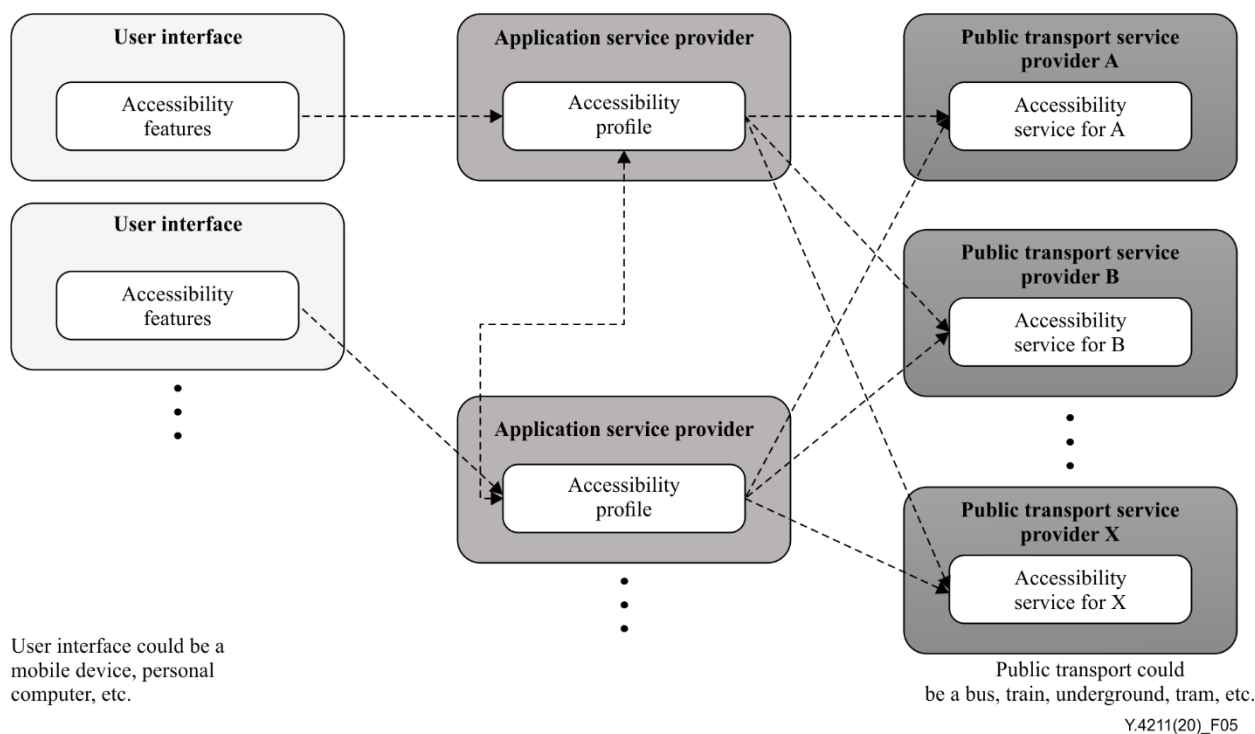 User interface
Accessibility
features
User interface
Accessibility
features
User interface could be a
mobile device, personal
computer, etc.
Application service provider
Accessibility
profile
Application service provider
Accessibility
profile
Public transport service
provider A
Accessibility
service for A
Public transport service
provider B
Accessibility
service for B
Public transport service
provider X
Accessibility
service for X
Public transport could
be a bus, train, underground, tram, etc.
Y.4211(20)_F05